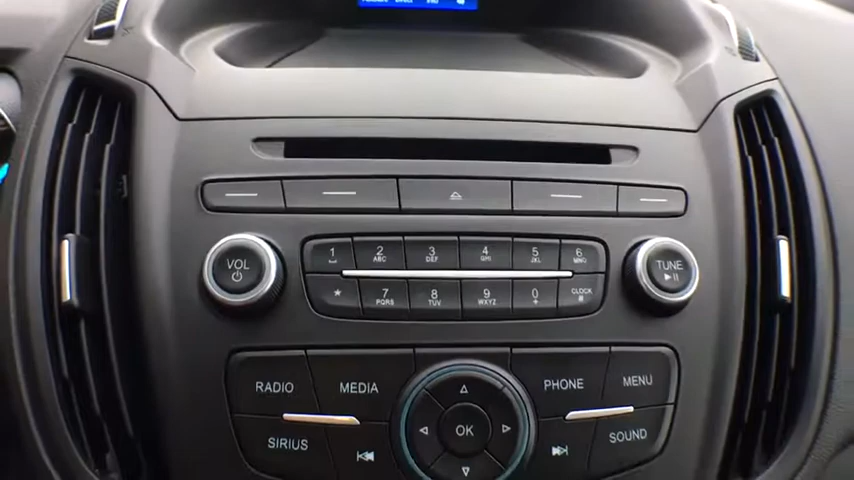 VOL
1
2 ABC
3 DEF
4 GHI
5 JKL
6 MNO
*
7 PQRS
8 TUV
9 WXYZ
0 +
CLOCK
TUNE
RADIO
MEDIA
PHONE
MENU
OK
SIRIUS
SOUND